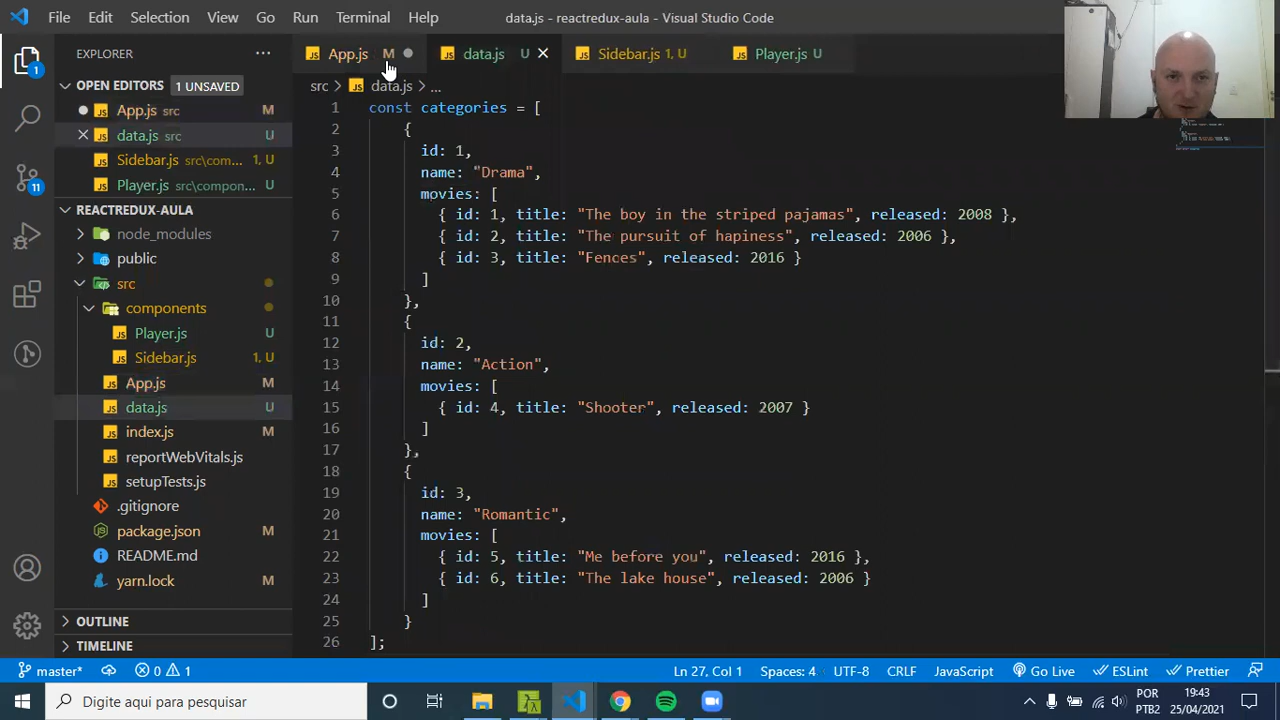 File Edit Selection View Go Run Terminal Help data.js - reactredux-aula - Visual Studio Code
EXPLORER ...
App.js M
data.js U
Sidebar.js 1, U
Player.js U
OPEN EDITORS 1 UNSAVED
App.js src M
data.js src U
Sidebar.js src\com... 1, U
Player.js src\compon... U
REACTREDUX-AULA
node_modules
public
src
components
Player.js U
Sidebar.js 1, U
App.js M
data.js U
index.js M
reportWebVitals.js
setupTests.js
.gitignore
package.json M
README.md
yarn.lock M
OUTLINE
TIMELINE
1
11
src > data.js > ...
1 const categories = [
2 {
3 id: 1,
4 name: "Drama",
5 movies: [
6 { id: 1, title: "The boy in the striped pajamas", released: 2008 },
7 { id: 2, title: "The pursuit of hapiness", released: 2006 },
8 { id: 3, title: "Fences", released: 2016 }
9 ]
10 },
11 {
12 id: 2,
13 name: "Action",
14 movies: [
15 { id: 4, title: "Shooter", released: 2007 }
16 ]
17 },
18 {
19 id: 3,
20 name: "Romantic",
21 movies: [
22 { id: 5, title: "Me before you", released: 2016 },
23 { id: 6, title: "The lake house", released: 2006 }
24 ]
25 }
26 ];
master* 0 1 Ln 27, Col 1 Spaces: 4 UTF-8 CRLF JavaScript Go Live ESLint Prettier
Digite aqui para pesquisar
POR
PTB2
19:43
25/04/2021